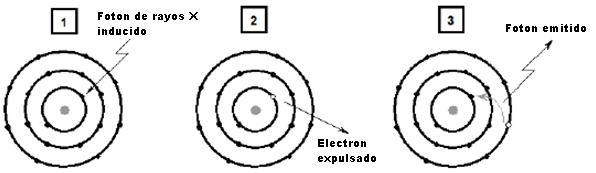 1
Foton de rayos X
inducido
2
Electron
expulsado
3
Foton emitido